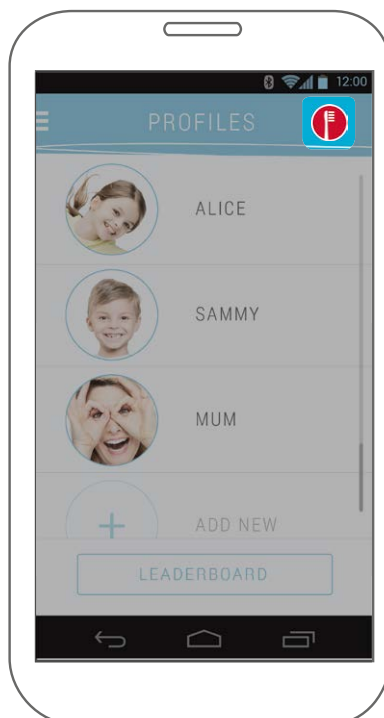 12:00
PROFILES
ALICE
SAMMY
MUM
ADD NEW
LEADERBOARD